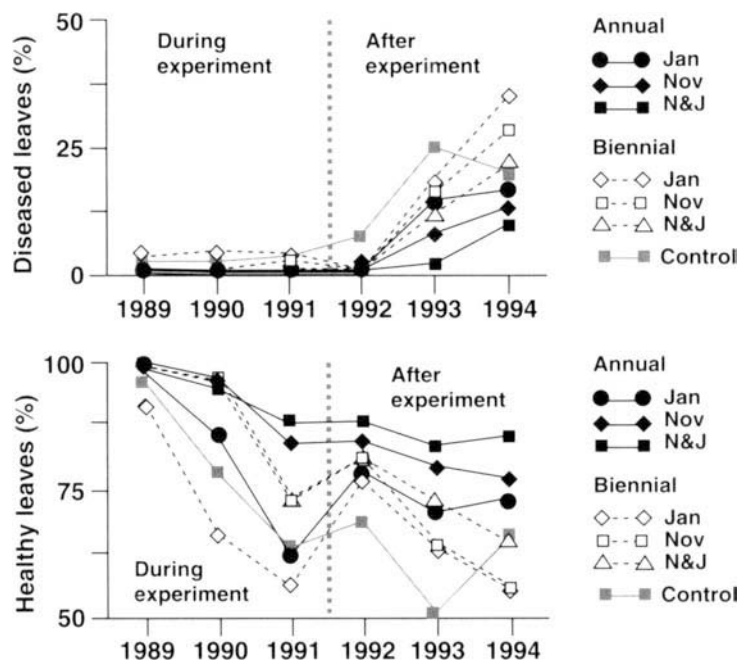 Diseased leaves (%)
50
25
0
During
experiment
After
experiment
1989 1990 1991 1992 1993 1994
Annual
Jan
Nov
N&J
Biennial
Jan
Nov
N&J
Control
Healthy leaves (%)
100
75
50
During
experiment
After
experiment
1989 1990 1991 1992 1993 1994
Annual
Jan
Nov
N&J
Biennial
Jan
Nov
N&J
Control